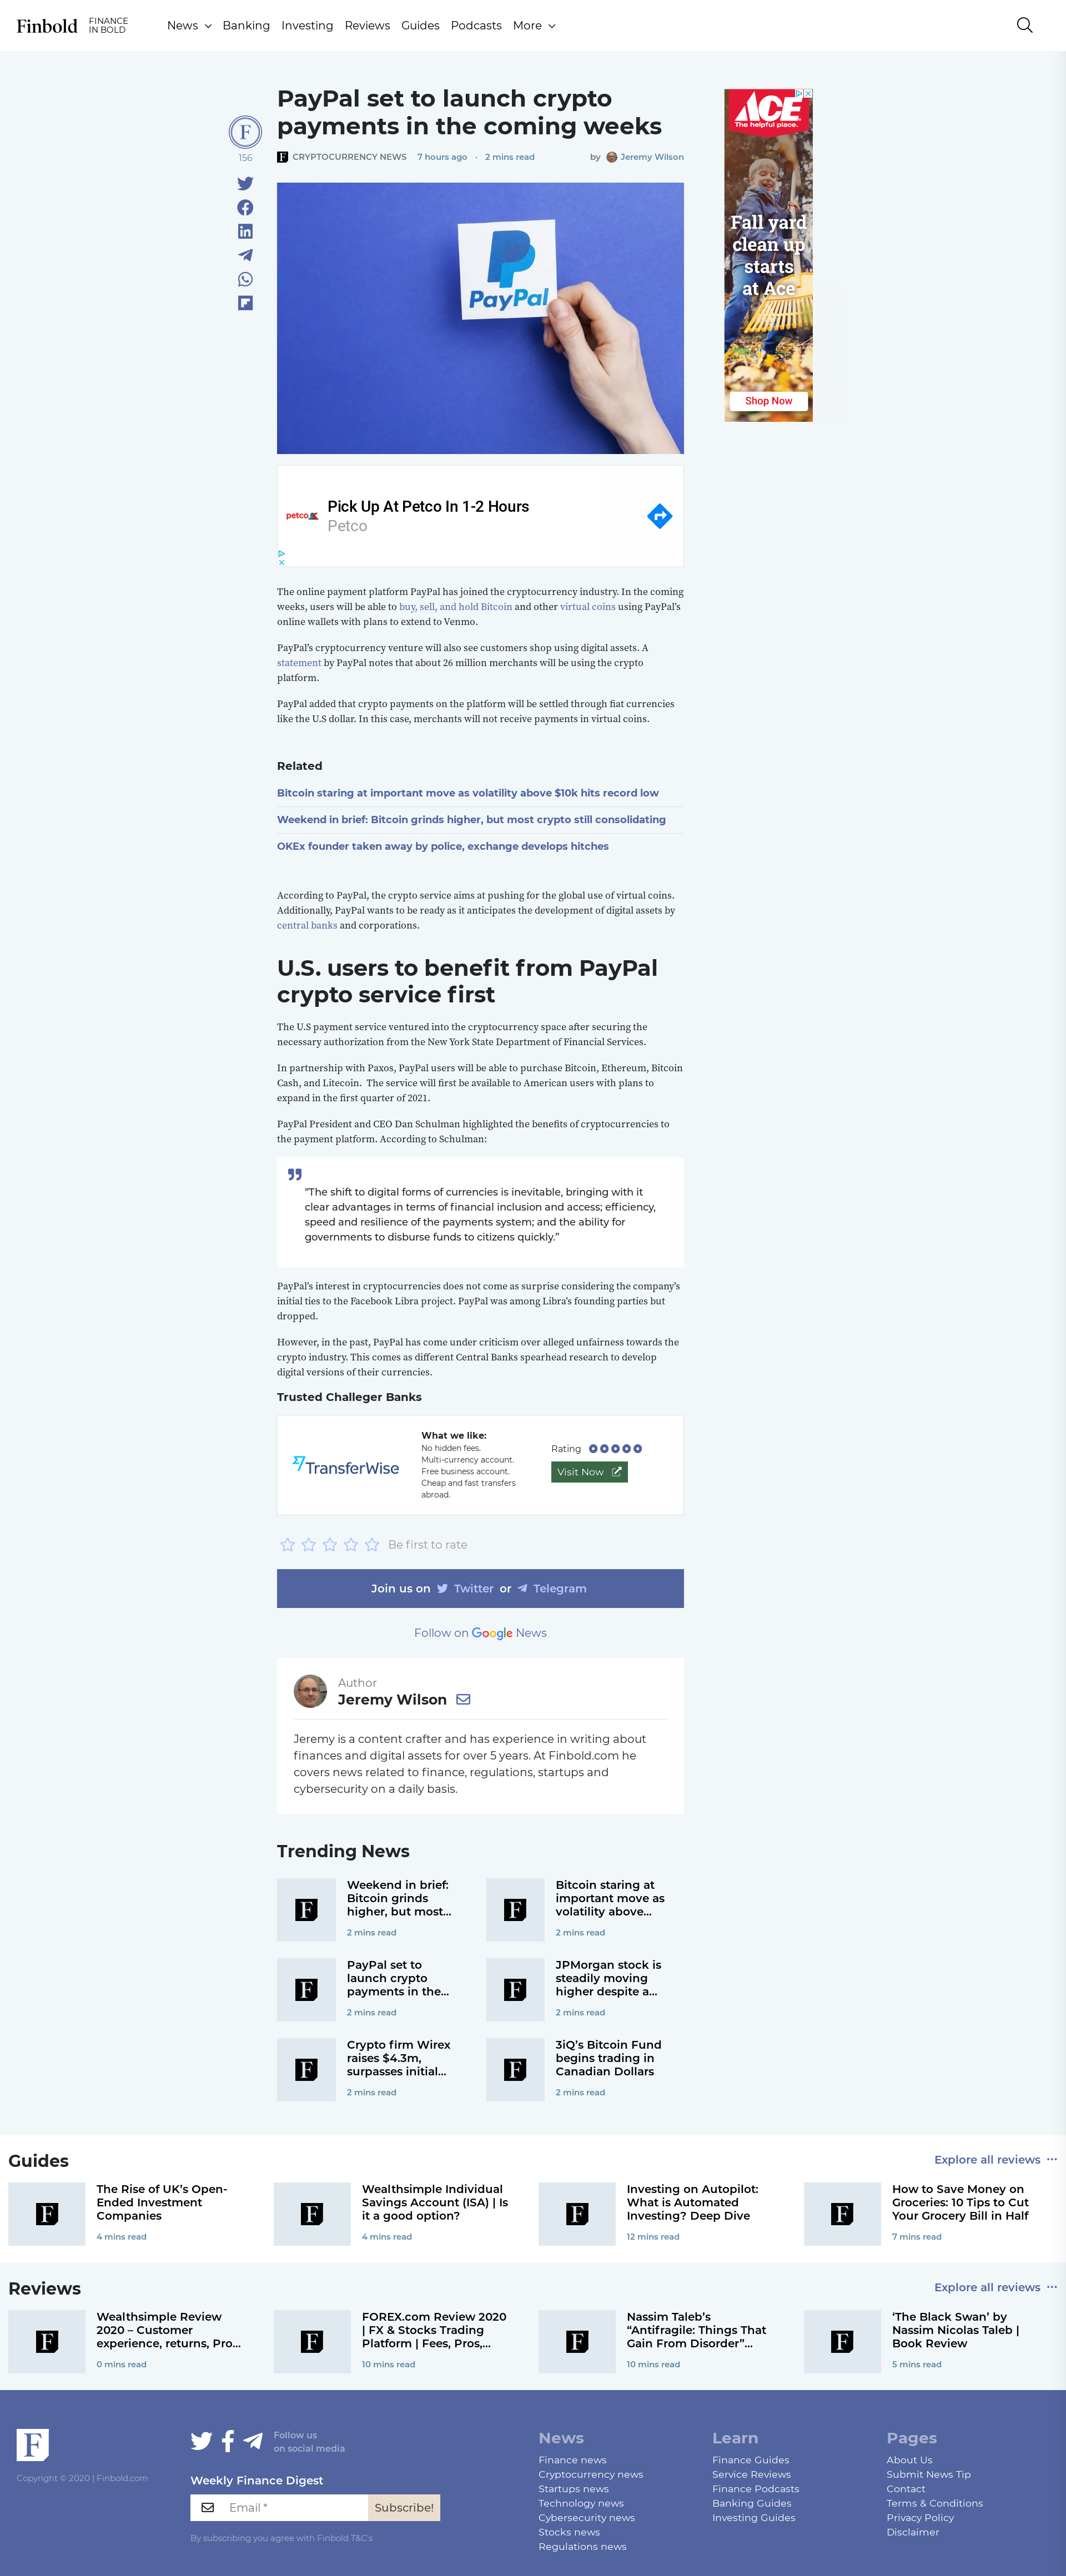 Finbold
FINANCE
IN BOLD
News
Banking
Investing
Reviews
Guides
Podcasts
More
PayPal set to launch crypto
payments in the coming weeks
F
156
F CRYPTOCURRENCY NEWS 7 hours ago · 2 mins read by Jeremy Wilson
PayPal
ACE
The helpful place.
Fall yard
clean up
starts
at Ace
Shop Now
petco
Pick Up At Petco In 1-2 Hours
Petco
The online payment platform PayPal has joined the cryptocurrency industry. In the coming
weeks, users will be able to buy, sell, and hold Bitcoin and other virtual coins using PayPal's
online wallets with plans to extend to Venmo.
PayPal's cryptocurrency venture will also see customers shop using digital assets. A
statement by PayPal notes that about 26 million merchants will be using the crypto
platform.
PayPal added that crypto payments on the platform will be settled through fiat currencies
like the U.S dollar. In this case, merchants will not receive payments in virtual coins.
Related
Bitcoin staring at important move as volatility above $10k hits record low
Weekend in brief: Bitcoin grinds higher, but most crypto still consolidating
OKEx founder taken away by police, exchange develops hitches
According to PayPal, the crypto service aims at pushing for the global use of virtual coins.
Additionally, PayPal wants to be ready as it anticipates the development of digital assets by
central banks and corporations.
U.S. users to benefit from PayPal
crypto service first
The U.S payment service ventured into the cryptocurrency space after securing the
necessary authorization from the New York State Department of Financial Services.
In partnership with Paxos, PayPal users will be able to purchase Bitcoin, Ethereum, Bitcoin
Cash, and Litecoin. The service will first be available to American users with plans to
expand in the first quarter of 2021.
PayPal President and CEO Dan Schulman highlighted the benefits of cryptocurrencies to
the payment platform. According to Schulman:
"The shift to digital forms of currencies is inevitable, bringing with it
clear advantages in terms of financial inclusion and access; efficiency,
speed and resilience of the payments system; and the ability for
governments to disburse funds to citizens quickly."
PayPal's interest in cryptocurrencies does not come as surprise considering the company's
initial ties to the Facebook Libra project. PayPal was among Libra's founding parties but
dropped.
However, in the past, PayPal has come under criticism over alleged unfairness towards the
crypto industry. This comes as different Central Banks spearhead research to develop
digital versions of their currencies.
Trusted Challeger Banks
TransferWise
What we like:
No hidden fees.
Multi-currency account.
Free business account.
Cheap and fast transfers
abroad.
Rating
Visit Now
Be first to rate
Join us on Twitter or Telegram
Follow on Google News
Author
Jeremy Wilson
Jeremy is a content crafter and has experience in writing about
finances and digital assets for over 5 years. At Finbold.com he
covers news related to finance, regulations, startups and
cybersecurity on a daily basis.
Trending News
F
Weekend in brief:
Bitcoin grinds
higher, but most...
2 mins read
F
Bitcoin staring at
important move as
volatility above...
2 mins read
F
PayPal set to
launch crypto
payments in the...
2 mins read
F
JPMorgan stock is
steadily moving
higher despite a...
2 mins read
F
Crypto firm Wirex
raises $4.3m,
surpasses initial...
2 mins read
F
3iQ's Bitcoin Fund
begins trading in
Canadian Dollars
2 mins read
Guides
Explore all reviews ···
F
The Rise of UK's Open-
Ended Investment
Companies
4 mins read
F
Wealthsimple Individual
Savings Account (ISA) | Is
it a good option?
4 mins read
F
Investing on Autopilot:
What is Automated
Investing? Deep Dive
12 mins read
F
How to Save Money on
Groceries: 10 Tips to Cut
Your Grocery Bill in Half
7 mins read
Reviews
Explore all reviews ···
F
Wealthsimple Review
2020 – Customer
experience, returns, Pro...
0 mins read
F
FOREX.com Review 2020
| FX & Stocks Trading
Platform | Fees, Pros,...
10 mins read
F
Nassim Taleb's
"Antifragile: Things That
Gain From Disorder"...
10 mins read
F
'The Black Swan' by
Nassim Nicolas Taleb |
Book Review
5 mins read
F
Copyright © 2020 | Finbold.com
Follow us
on social media
Weekly Finance Digest
Email *
Subscribe!
By subscribing you agree with Finbold T&C's
News
Finance news
Cryptocurrency news
Startups news
Technology news
Cybersecurity news
Stocks news
Regulations news
Learn
Finance Guides
Service Reviews
Finance Podcasts
Banking Guides
Investing Guides
Pages
About Us
Submit News Tip
Contact
Terms & Conditions
Privacy Policy
Disclaimer